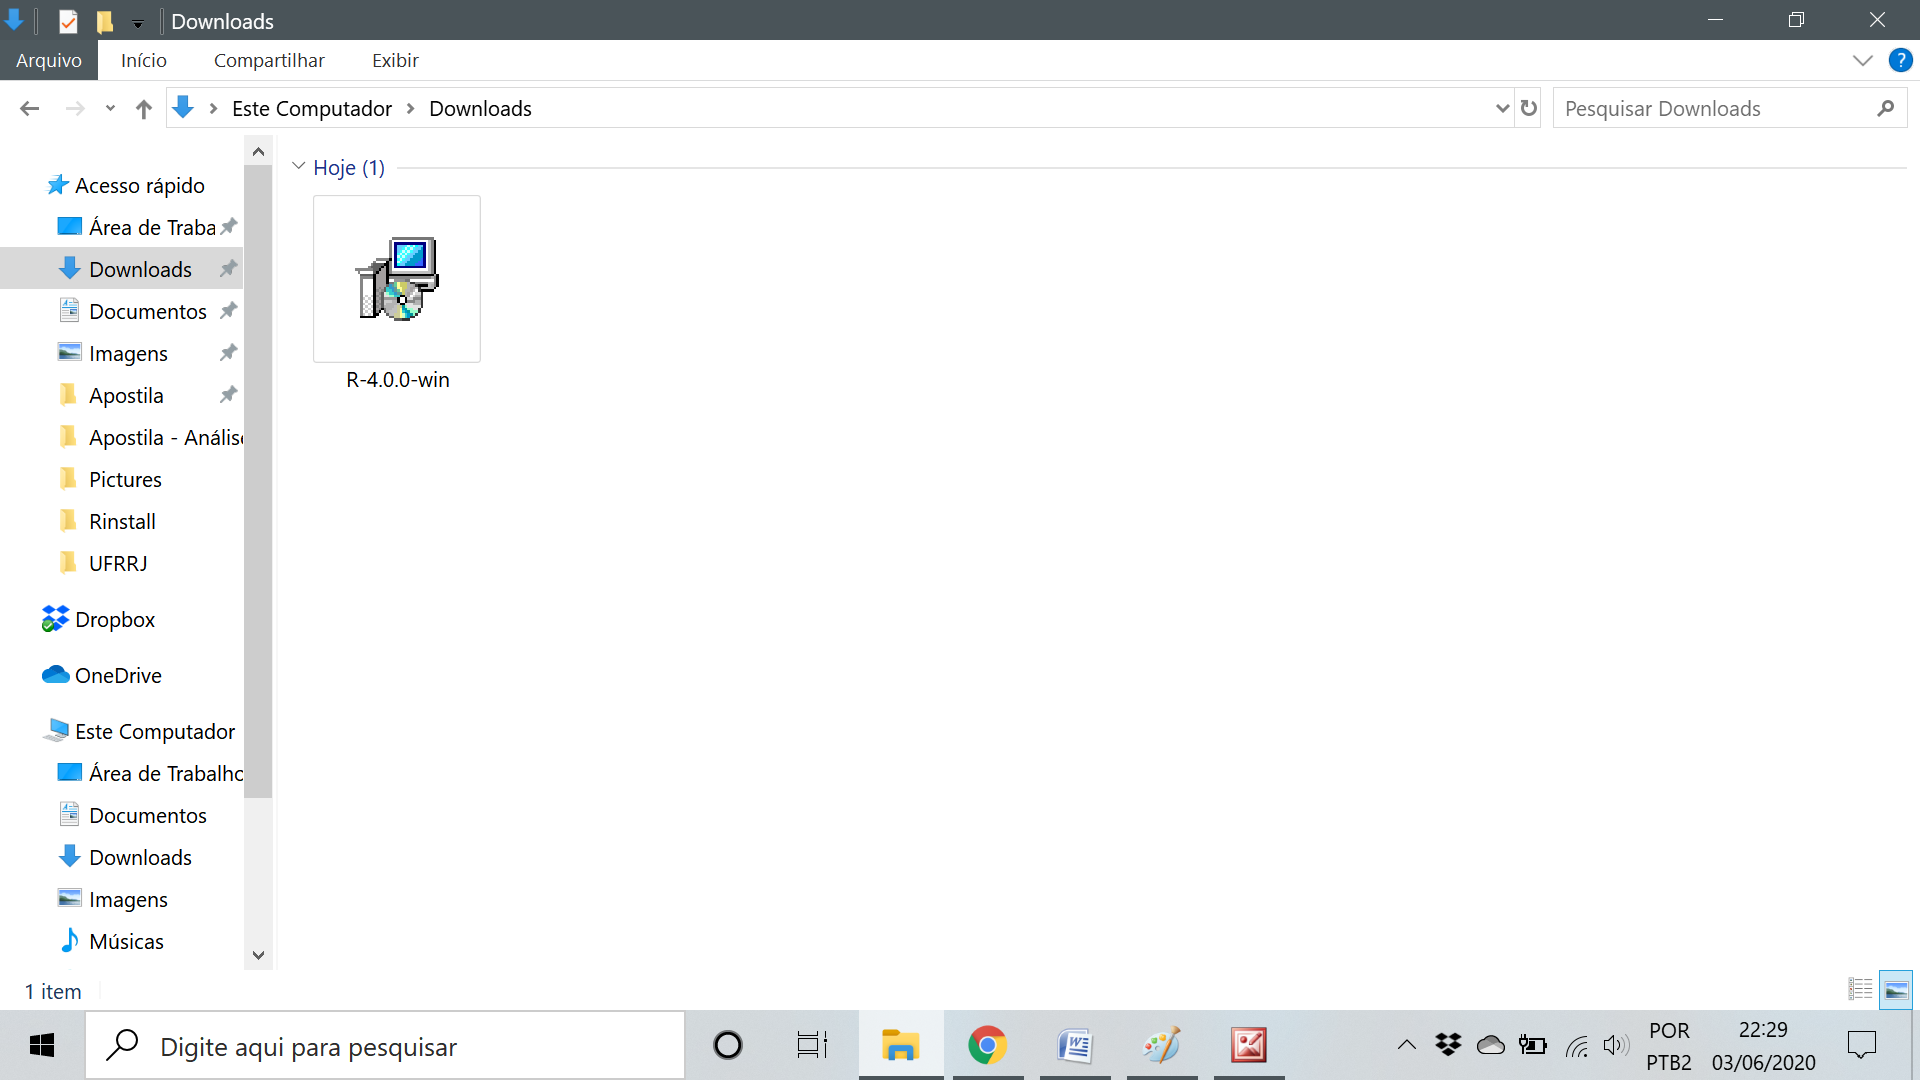 Downloads
Arquivo Início Compartilhar Exibir
Este Computador Downloads
Pesquisar Downloads
Hoje (1)
R-4.0.0-win
Acesso rápido
Área de Traba
Downloads
Documentos
Imagens
Apostila
Apostila - Anális
Pictures
Rinstall
UFRRJ
Dropbox
OneDrive
Este Computador
Área de Trabalho
Documentos
Downloads
Imagens
Músicas
1 item
Digite aqui para pesquisar
POR
PTB2
22:29
03/06/2020